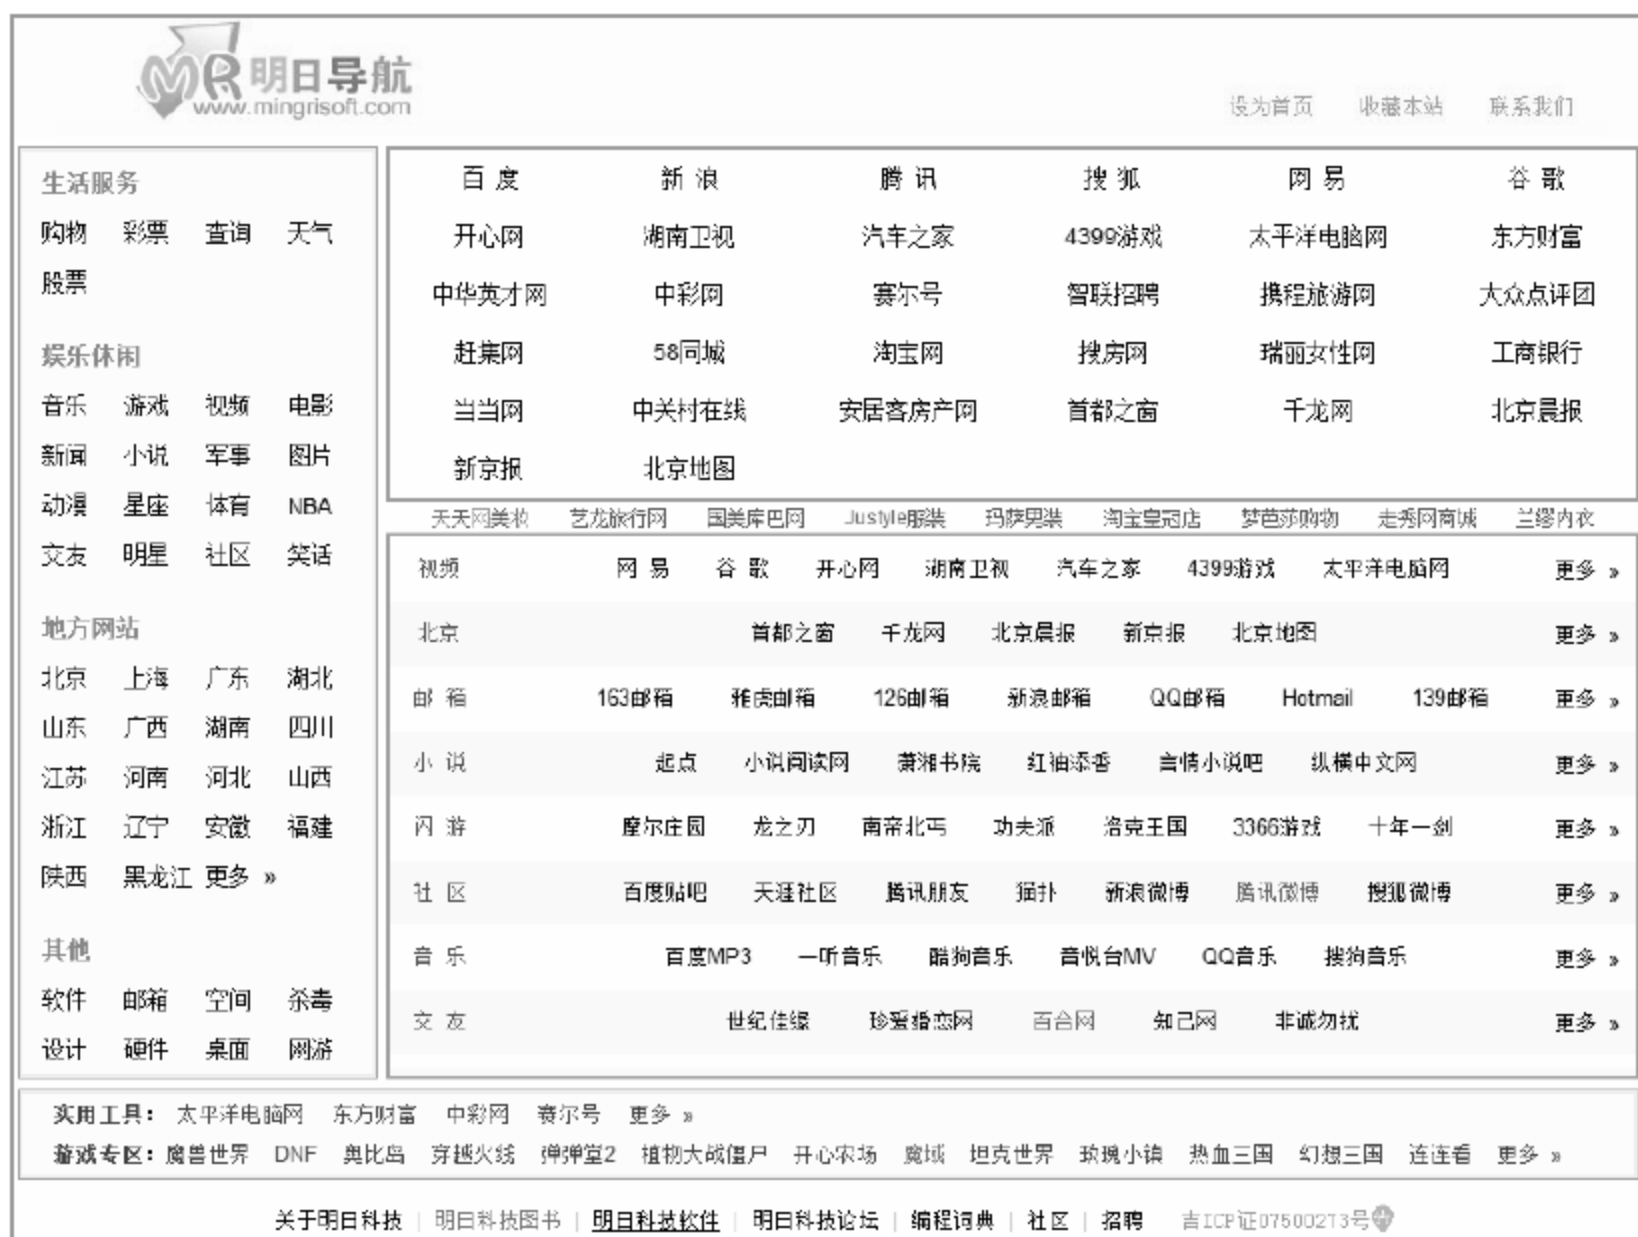 MR明日导航
www.mingrisoft.com
设为首页 收藏本站 联系我们
生活服务
购物 彩票 查询 天气
股票
娱乐休闲
音乐 游戏 视频 电影
新闻 小说 军事 图片
动漫 星座 体育 NBA
交友 明星 社区 笑话
地方网站
北京 上海 广东 湖北
山东 广西 湖南 四川
江苏 河南 河北 山西
浙江 辽宁 安徽 福建
陕西 黑龙江 更多 »
其他
软件 邮箱 空间 杀毒
设计 硬件 桌面 网游
百 度 新 浪 腾 讯 搜 狐 网 易 谷 歌
开心网 湖南卫视 汽车之家 4399游戏 太平洋电脑网 东方财富
中华英才网 中彩网 赛尔号 智联招聘 携程旅游网 大众点评团
赶集网 58同城 淘宝网 搜房网 瑞丽女性网 工商银行
当当网 中关村在线 安居客房产网 首都之窗 千龙网 北京晨报
新京报 北京地图
天天网美妆 艺龙旅行网 国美库巴网 Justyle服装 玛萨男装 淘宝皇冠店 梦芭莎购物 走秀网商城 兰缪内衣
视频 网 易 谷 歌 开心网 湖南卫视 汽车之家 4399游戏 太平洋电脑网 更多 »
北京 首都之窗 千龙网 北京晨报 新京报 北京地图 更多 »
邮 箱 163邮箱 雅虎邮箱 126邮箱 新浪邮箱 QQ邮箱 Hotmail 139邮箱 更多 »
小 说 起点 小说阅读网 潇湘书院 红袖添香 言情小说吧 纵横中文网 更多 »
闪 游 摩尔庄园 龙之刃 南帝北丐 功夫派 洛克王国 3366游戏 十年一剑 更多 »
社 区 百度贴吧 天涯社区 腾讯朋友 猫扑 新浪微博 腾讯微博 搜狐微博 更多 »
音 乐 百度MP3 一听音乐 酷狗音乐 音悦台MV QQ音乐 搜狗音乐 更多 »
交 友 世纪佳缘 珍爱婚恋网 百合网 知己网 非诚勿扰 更多 »
实用工具： 太平洋电脑网 东方财富 中彩网 赛尔号 更多 »
游戏专区： 魔兽世界 DNF 奥比岛 穿越火线 弹弹堂2 植物大战僵尸 开心农场 魔域 坦克世界 玫瑰小镇 热血三国 幻想三国 连连看 更多 »
关于明日科技 | 明日科技图书 | 明日科技软件 | 明日科技论坛 | 编程词典 | 社区 | 招聘 吉ICP证07500273号